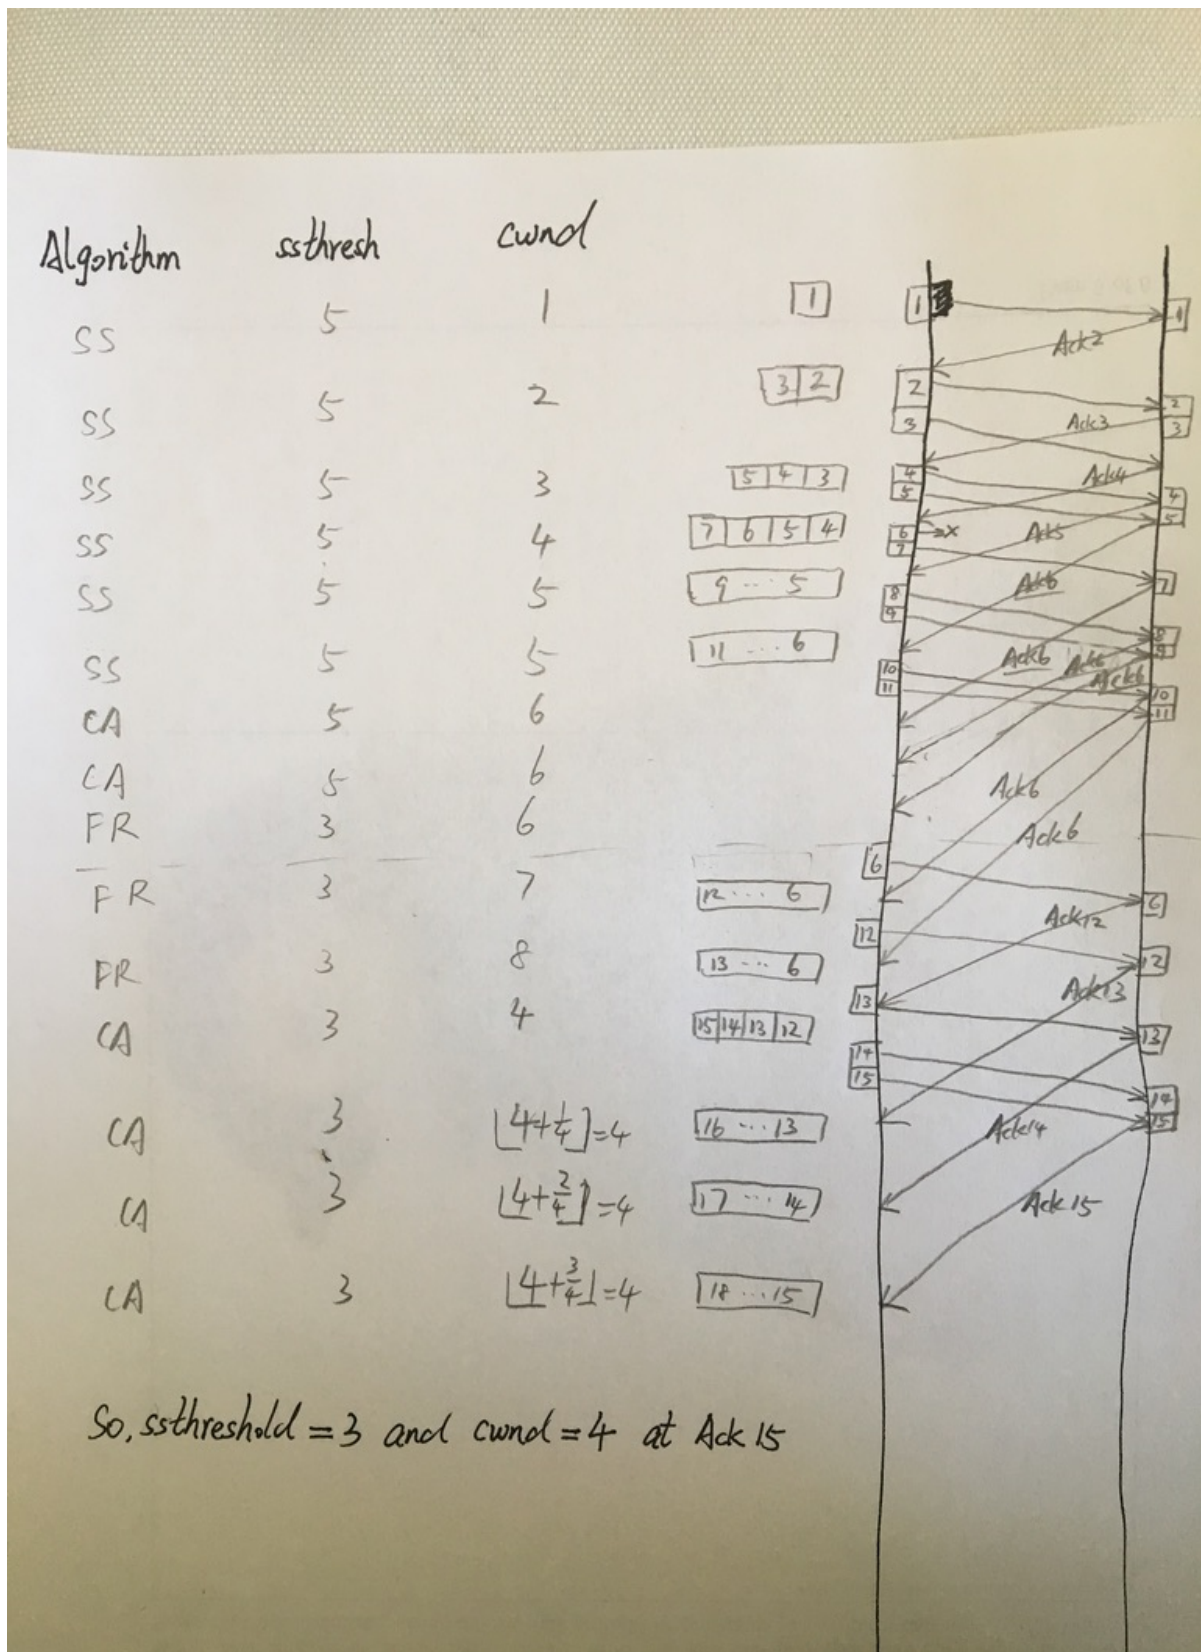 Algorithm ssthresh cwnd
SS 5 1 1 1 1
Ack2
SS 5 2 3 2 2 2
3 Ack3 3
SS 5 3 5 4 3 4 Ack4 4
5 5
SS 5 4 7 6 5 4 6 x Ack5
7
SS 5 5 9 ... 5 8 Ack6 7
9 8
SS 5 5 11 ... 6 10 Ack6 Ack6 Ack6 9
11 10
CA 5 6 11
CA 5 6 Ack6
FR 3 6 Ack6
6
FR 3 7 12 ... 6 Ack12 6
12
FR 3 8 13 ... 6 12
13 Ack13
CA 3 4 15 14 13 12 13
14
15 14
CA 3 ⌊4+1/4⌋=4 16 ... 13 Ack14 15
CA 3 ⌊4+2/4⌋=4 17 ... 14 Ack15
CA 3 ⌊4+3/4⌋=4 18 ... 15
So, ssthreshold = 3 and cwnd = 4 at Ack 15